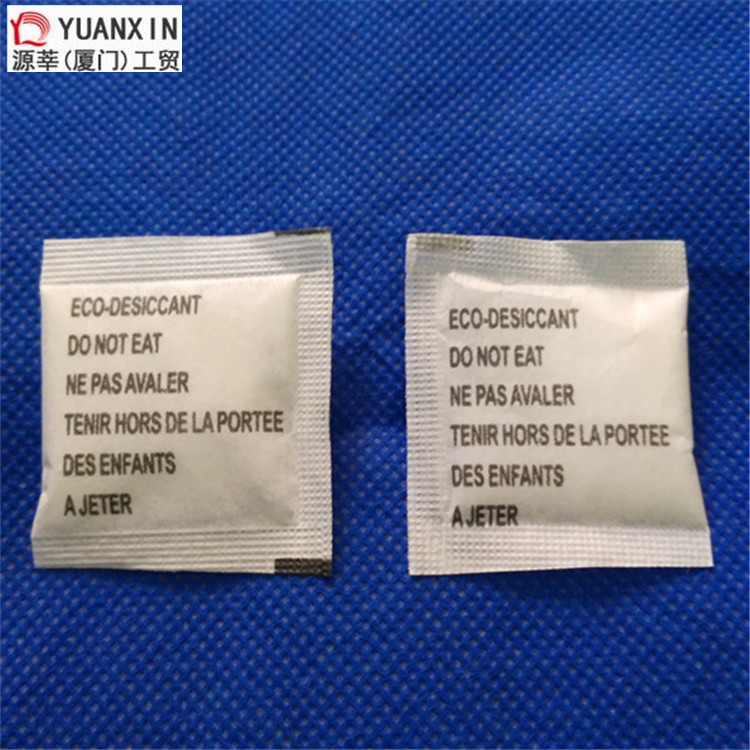 YUANXIN
源莘(厦门)工贸
ECO-DESICCANT
DO NOT EAT
NE PAS AVALER
TENIR HORS DE LA PORTEE
DES ENFANTS
A JETER
ECO-DESICCANT
DO NOT EAT
NE PAS AVALER
TENIR HORS DE LA PORTEE
DES ENFANTS
A JETER